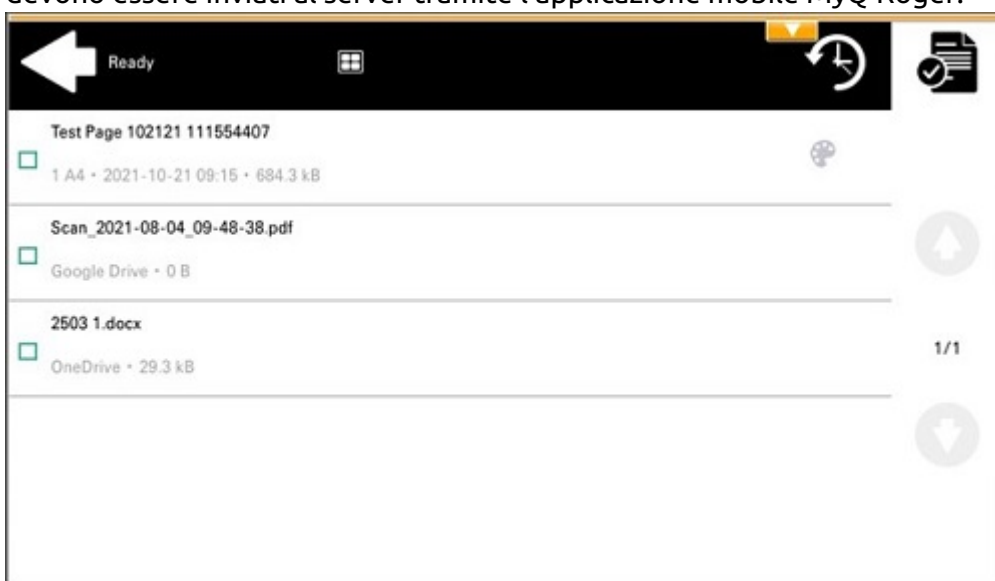 devono essere inviati al server tramite l'applicazione mobile MyQ Roger.
Ready
Test Page 102121 111554407
1 A4 • 2021-10-21 09:15 • 684.3 kB
Scan_2021-08-04_09-48-38.pdf
Google Drive • 0 B
2503 1.docx
OneDrive • 29.3 kB
1/1